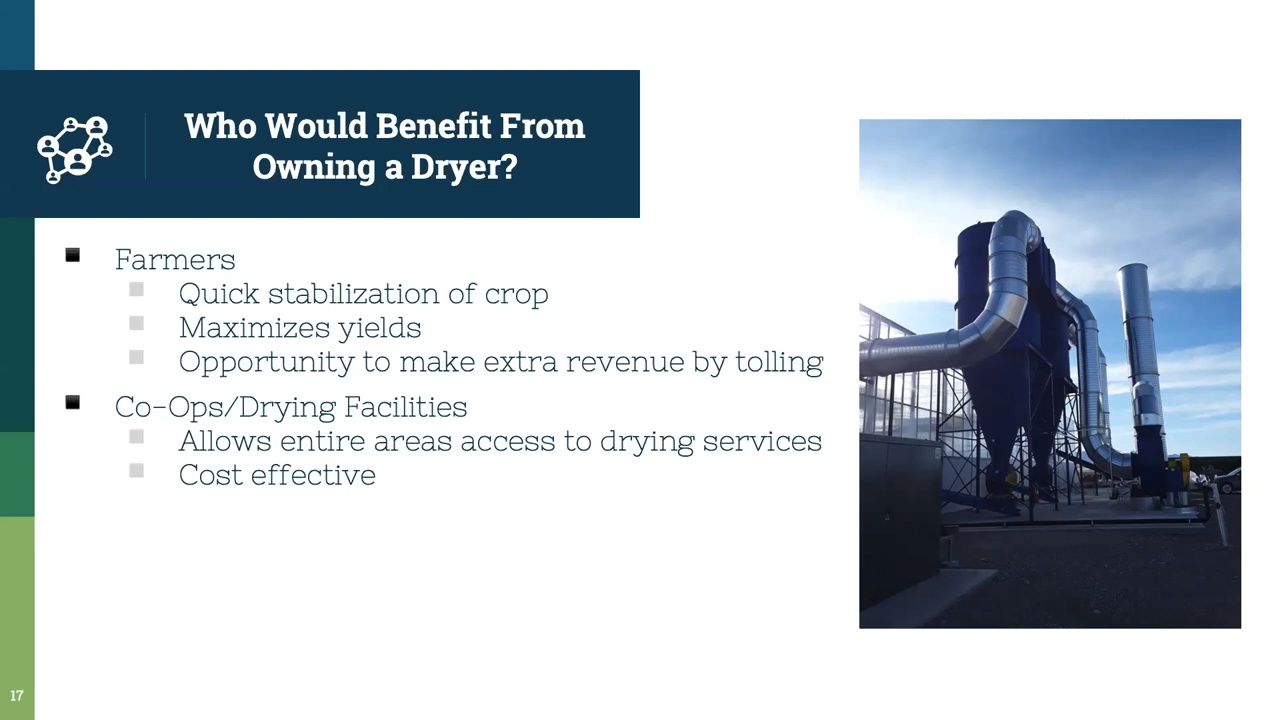 Who Would Benefit From
Owning a Dryer?
Farmers
Quick stabilization of crop
Maximizes yields
Opportunity to make extra revenue by tolling
Co-Ops/Drying Facilities
Allows entire areas access to drying services
Cost effective
17